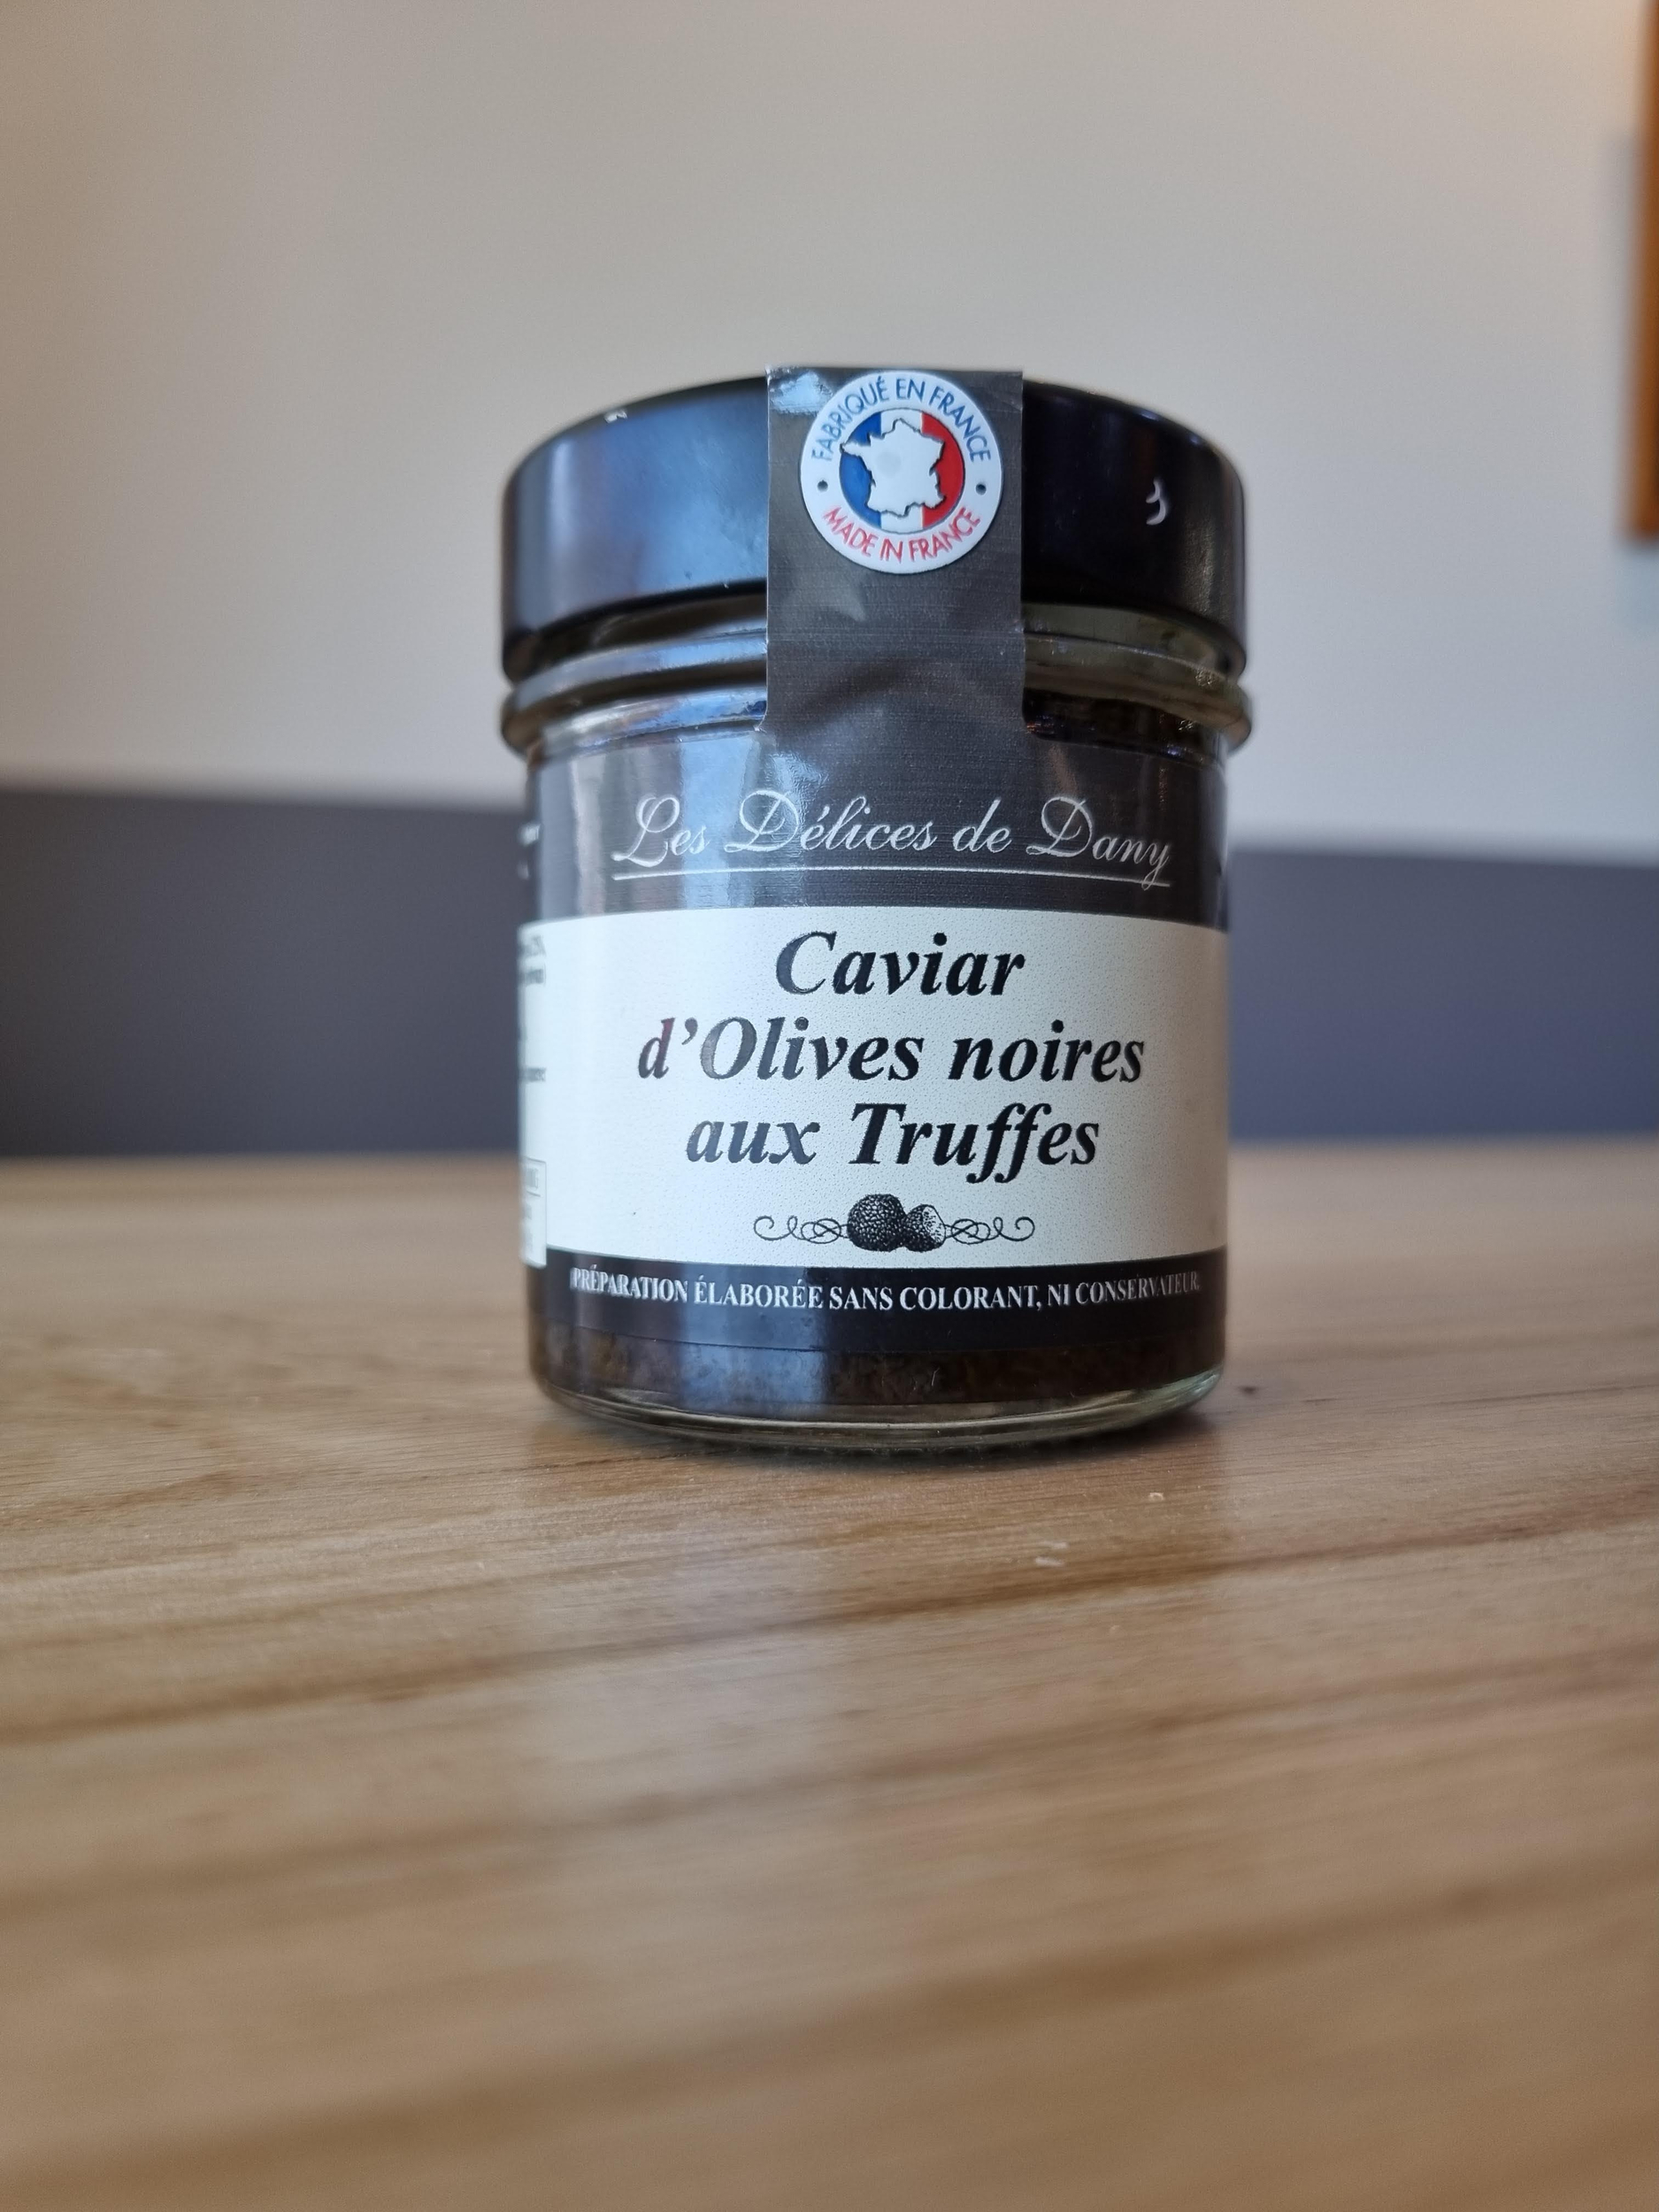 FABRIQUÉ EN FRANCE
MADE IN FRANCE
Les Délices de Dany
Caviar
d'Olives noires
aux Truffes
PRÉPARATION ÉLABORÉE SANS COLORANT, NI CONSERVATEUR